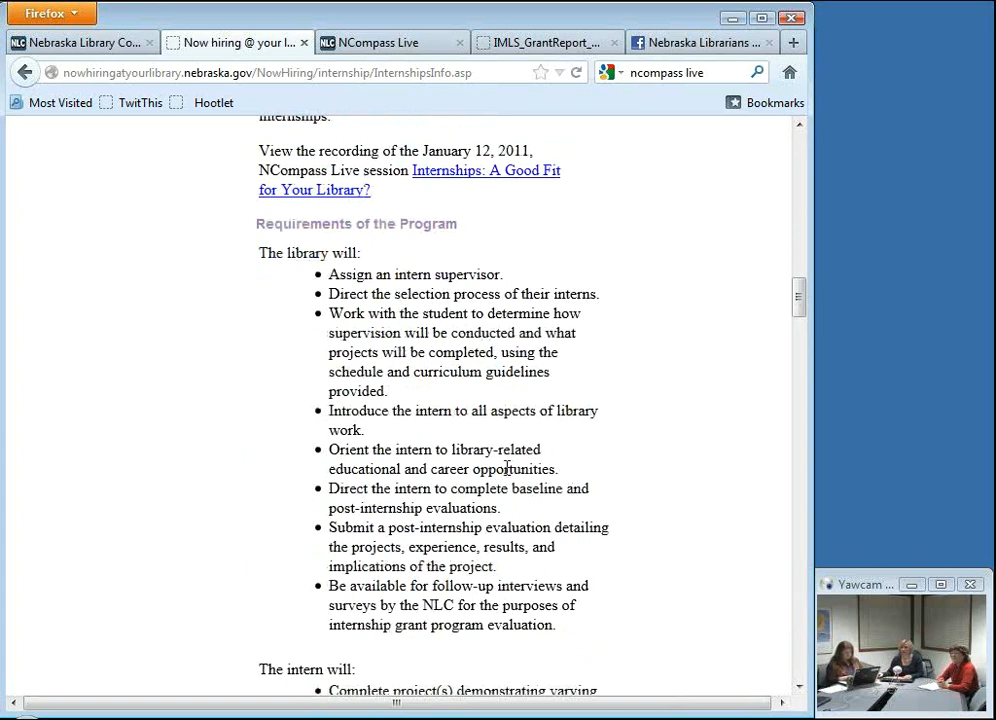 Firefox
Nebraska Library Co...
Now hiring @ your l...
NCompass Live
IMLS_GrantReport_...
Nebraska Librarians ...
nowhiringatyourlibrary.nebraska.gov/NowHiring/internship/InternshipsInfo.asp
ncompass live
Most Visited
TwitThis
Hootlet
Bookmarks
internships.
View the recording of the January 12, 2011,
NCompass Live session Internships: A Good Fit
for Your Library?
Requirements of the Program
The library will:
• Assign an intern supervisor.
• Direct the selection process of their interns.
• Work with the student to determine how
supervision will be conducted and what
projects will be completed, using the
schedule and curriculum guidelines
provided.
• Introduce the intern to all aspects of library
work.
• Orient the intern to library-related
educational and career opportunities.
• Direct the intern to complete baseline and
post-internship evaluations.
• Submit a post-internship evaluation detailing
the projects, experience, results, and
implications of the project.
• Be available for follow-up interviews and
surveys by the NLC for the purposes of
internship grant program evaluation.
The intern will:
• Complete project(s) demonstrating varying
Yawcam ...